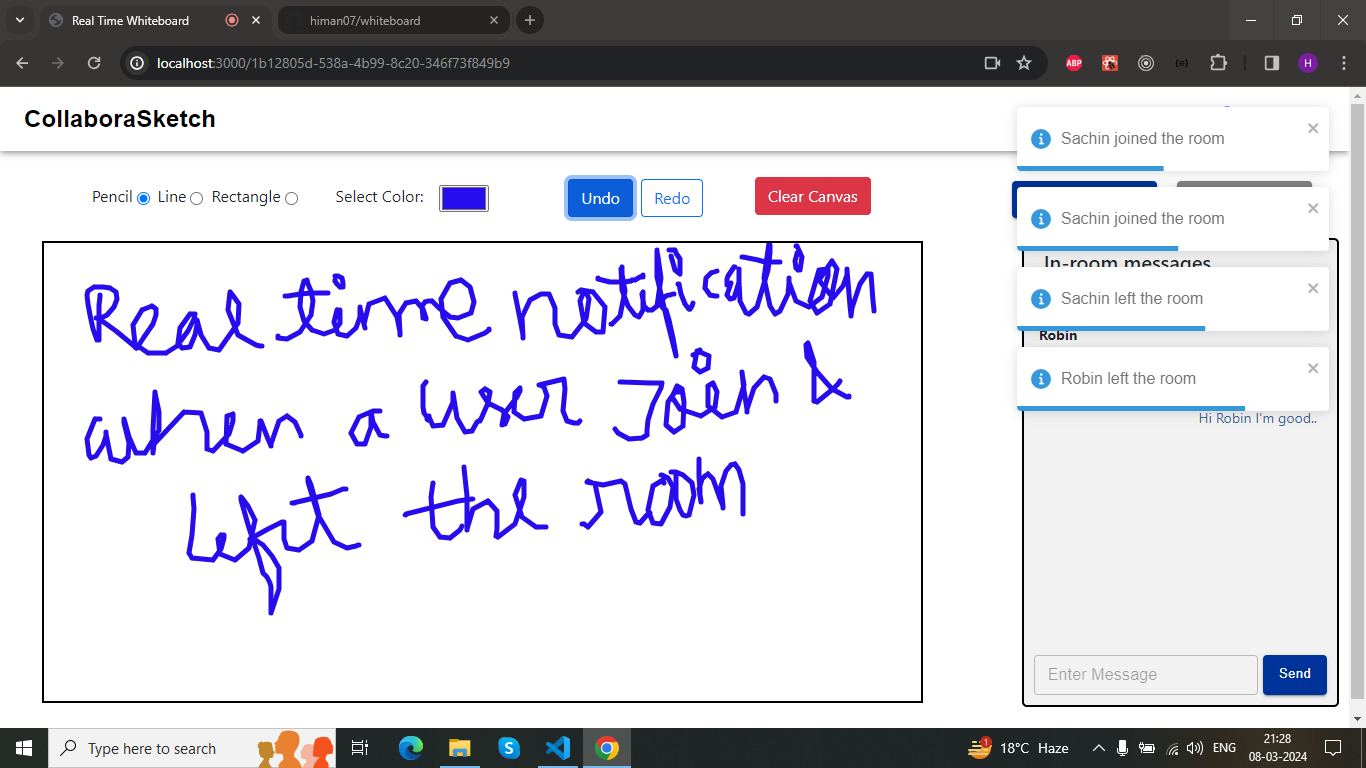 Real Time Whiteboard
himan07/whiteboard
localhost:3000/1b12805d-538a-4b99-8c20-346f73f849b9
ABP
H
CollaboraSketch
Pencil Line Rectangle Select Color: Undo Redo Clear Canvas
Sachin joined the room
Sachin joined the room
In-room messages
Sachin left the room
Robin
Robin left the room
Hi Robin I'm good..
Real time notification
when a user Join &
Left the room
Enter Message Send
Type here to search
1
18°C Haze
ENG
21:28
08-03-2024